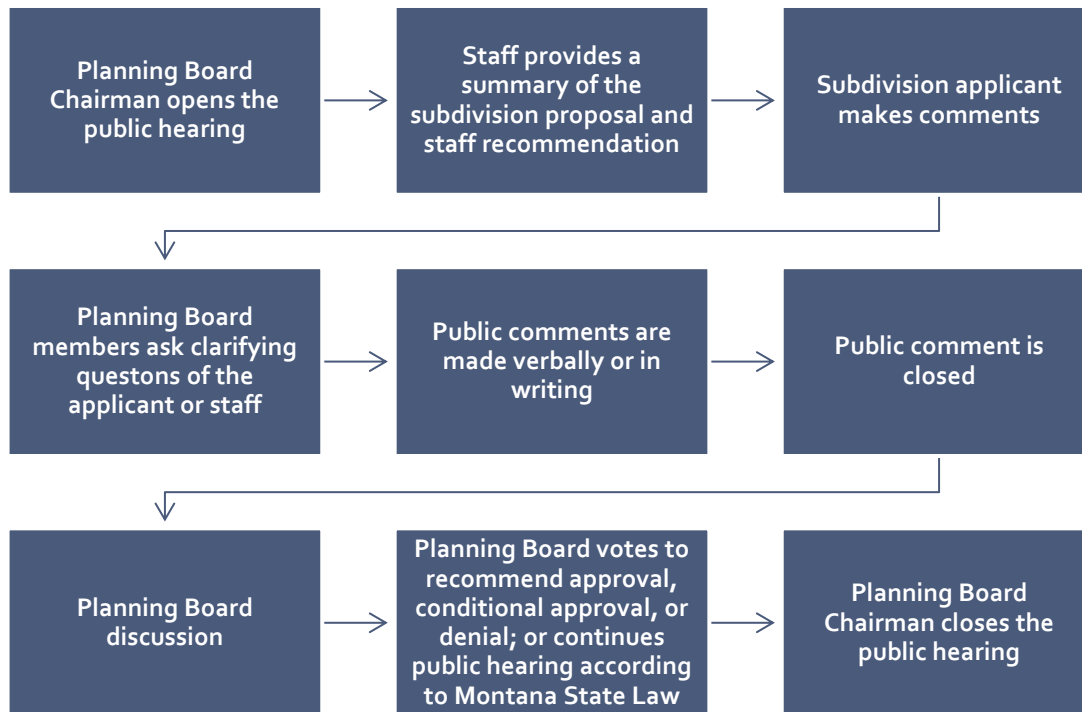 Planning Board
Chairman opens the
public hearing
Staff provides a
summary of the
subdivision proposal and
staff recommendation
Subdivision applicant
makes comments
Planning Board
members ask clarifying
questons of the
applicant or staff
Public comments are
made verbally or in
writing
Public comment is
closed
Planning Board
discussion
Planning Board votes to
recommend approval,
conditional approval, or
denial; or continues
public hearing according
to Montana State Law
Planning Board
Chairman closes the
public hearing